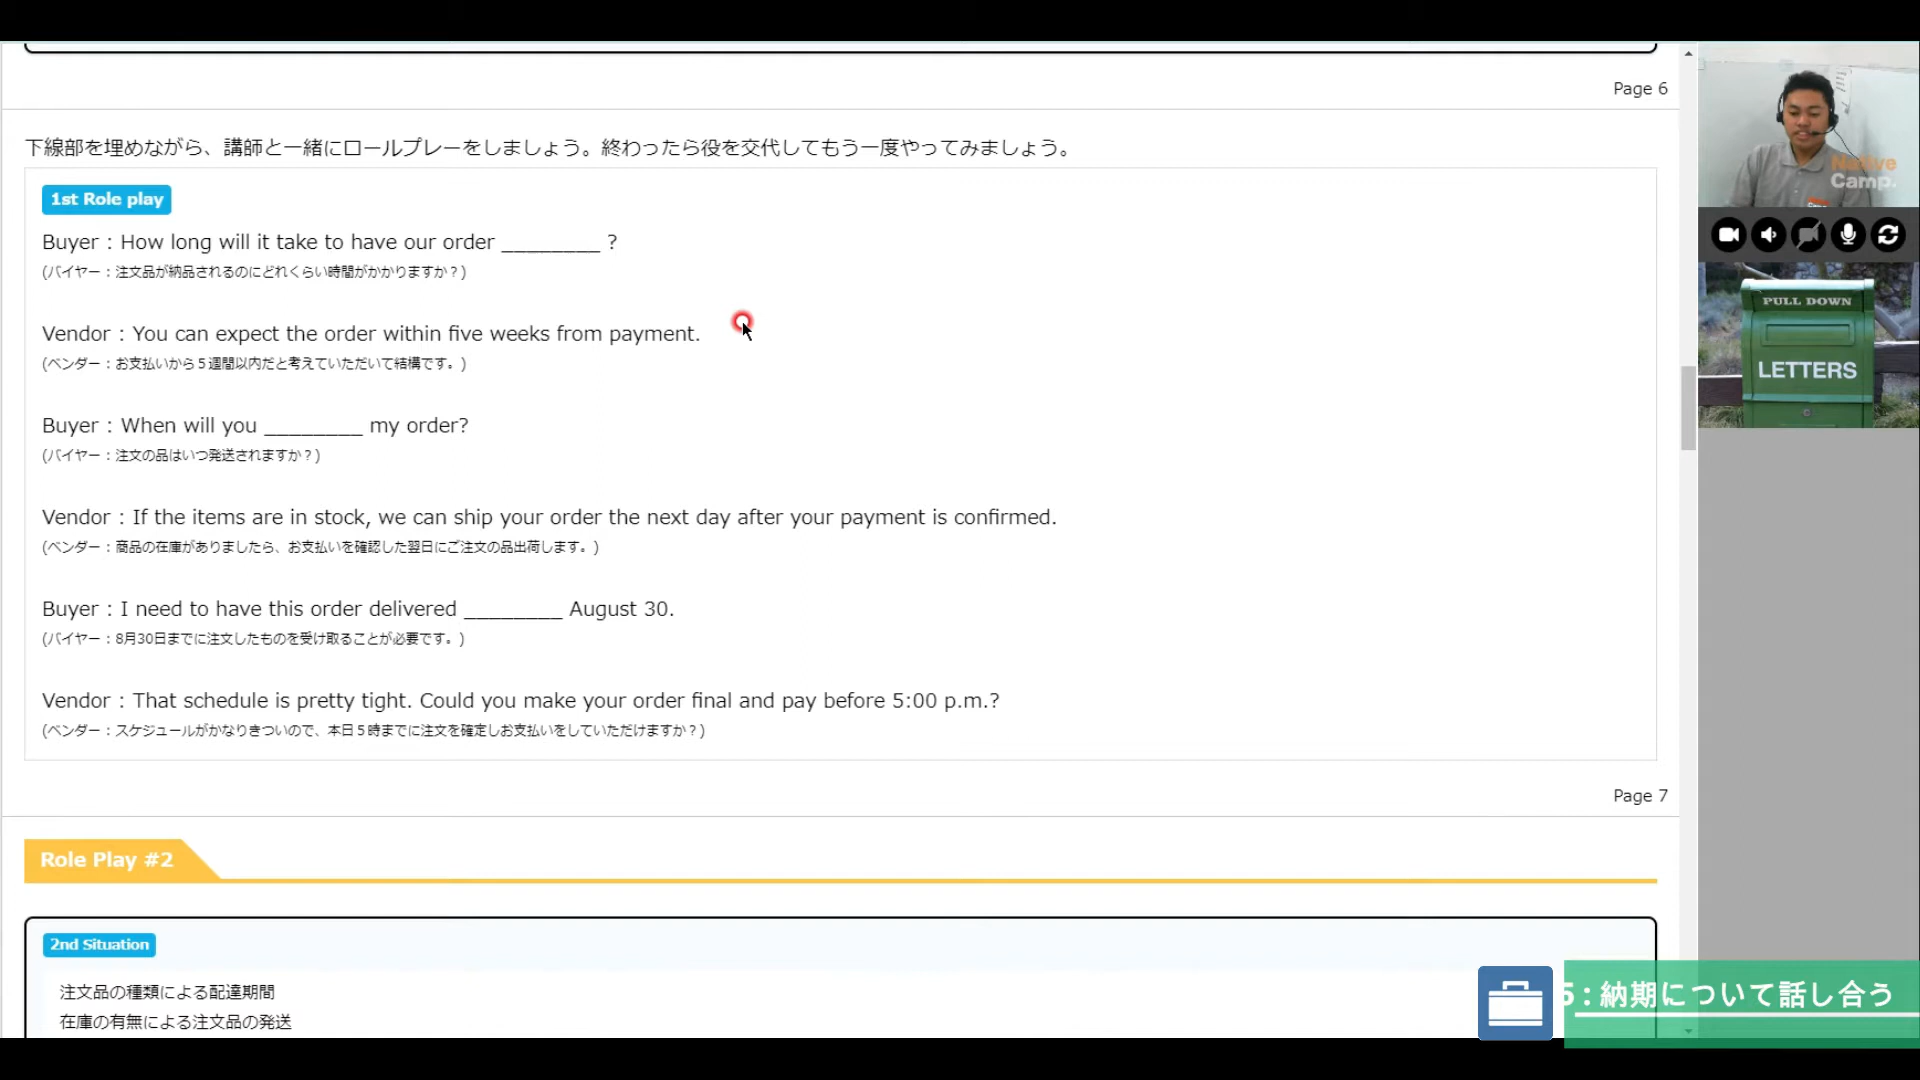 Page 6
下線部を埋めながら、講師と一緒にロールプレーをしましょう。終わったら役を交代してもう一度やってみましょう。
1st Role play
Buyer : How long will it take to have our order ________ ?
(バイヤー：注文品が納品されるのにどれくらい時間がかかりますか？)
Vendor : You can expect the order within five weeks from payment.
(ベンダー：お支払いから５週間以内だと考えていただいて結構です。)
Buyer : When will you ________ my order?
(バイヤー：注文の品はいつ発送されますか？)
Vendor : If the items are in stock, we can ship your order the next day after your payment is confirmed.
(ベンダー：商品の在庫がありましたら、お支払いを確認した翌日にご注文の品出荷します。)
Buyer : I need to have this order delivered ________ August 30.
(バイヤー：8月30日までに注文したものを受け取ることが必要です。)
Vendor : That schedule is pretty tight. Could you make your order final and pay before 5:00 p.m.?
(ベンダー：スケジュールがかなりきついので、本日５時までに注文を確定しお支払いをしていただけますか？)
Page 7
Role Play #2
2nd Situation
注文品の種類による配達期間
在庫の有無による注文品の発送
Native
Camp.
PULL DOWN
LETTERS
5：納期について話し合う